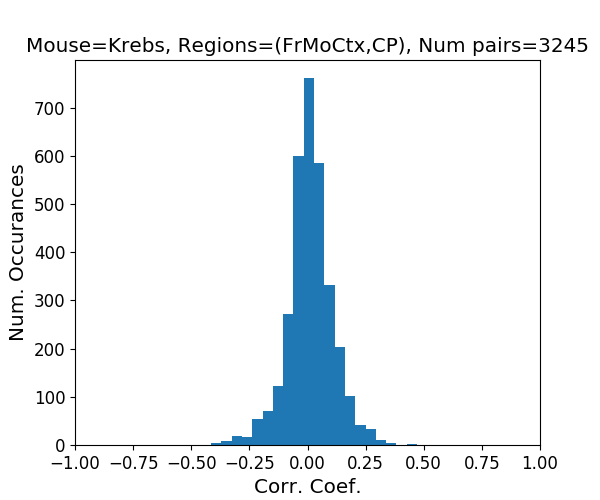 Mouse=Krebs, Regions=(FrMoCtx,CP), Num pairs=3245
700
600
500
400
300
200
100
0
Num. Occurances
−1.00 −0.75 −0.50 −0.25 0.00 0.25 0.50 0.75 1.00
Corr. Coef.